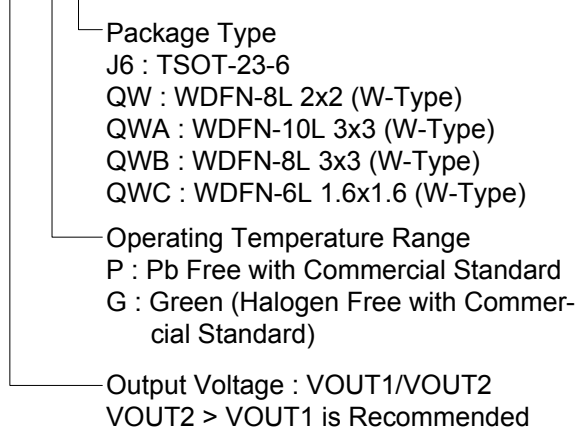 Package Type
J6 : TSOT-23-6
QW : WDFN-8L 2x2 (W-Type)
QWA : WDFN-10L 3x3 (W-Type)
QWB : WDFN-8L 3x3 (W-Type)
QWC : WDFN-6L 1.6x1.6 (W-Type)
Operating Temperature Range
P : Pb Free with Commercial Standard
G : Green (Halogen Free with Commer-
cial Standard)
Output Voltage : VOUT1/VOUT2
VOUT2 > VOUT1 is Recommended